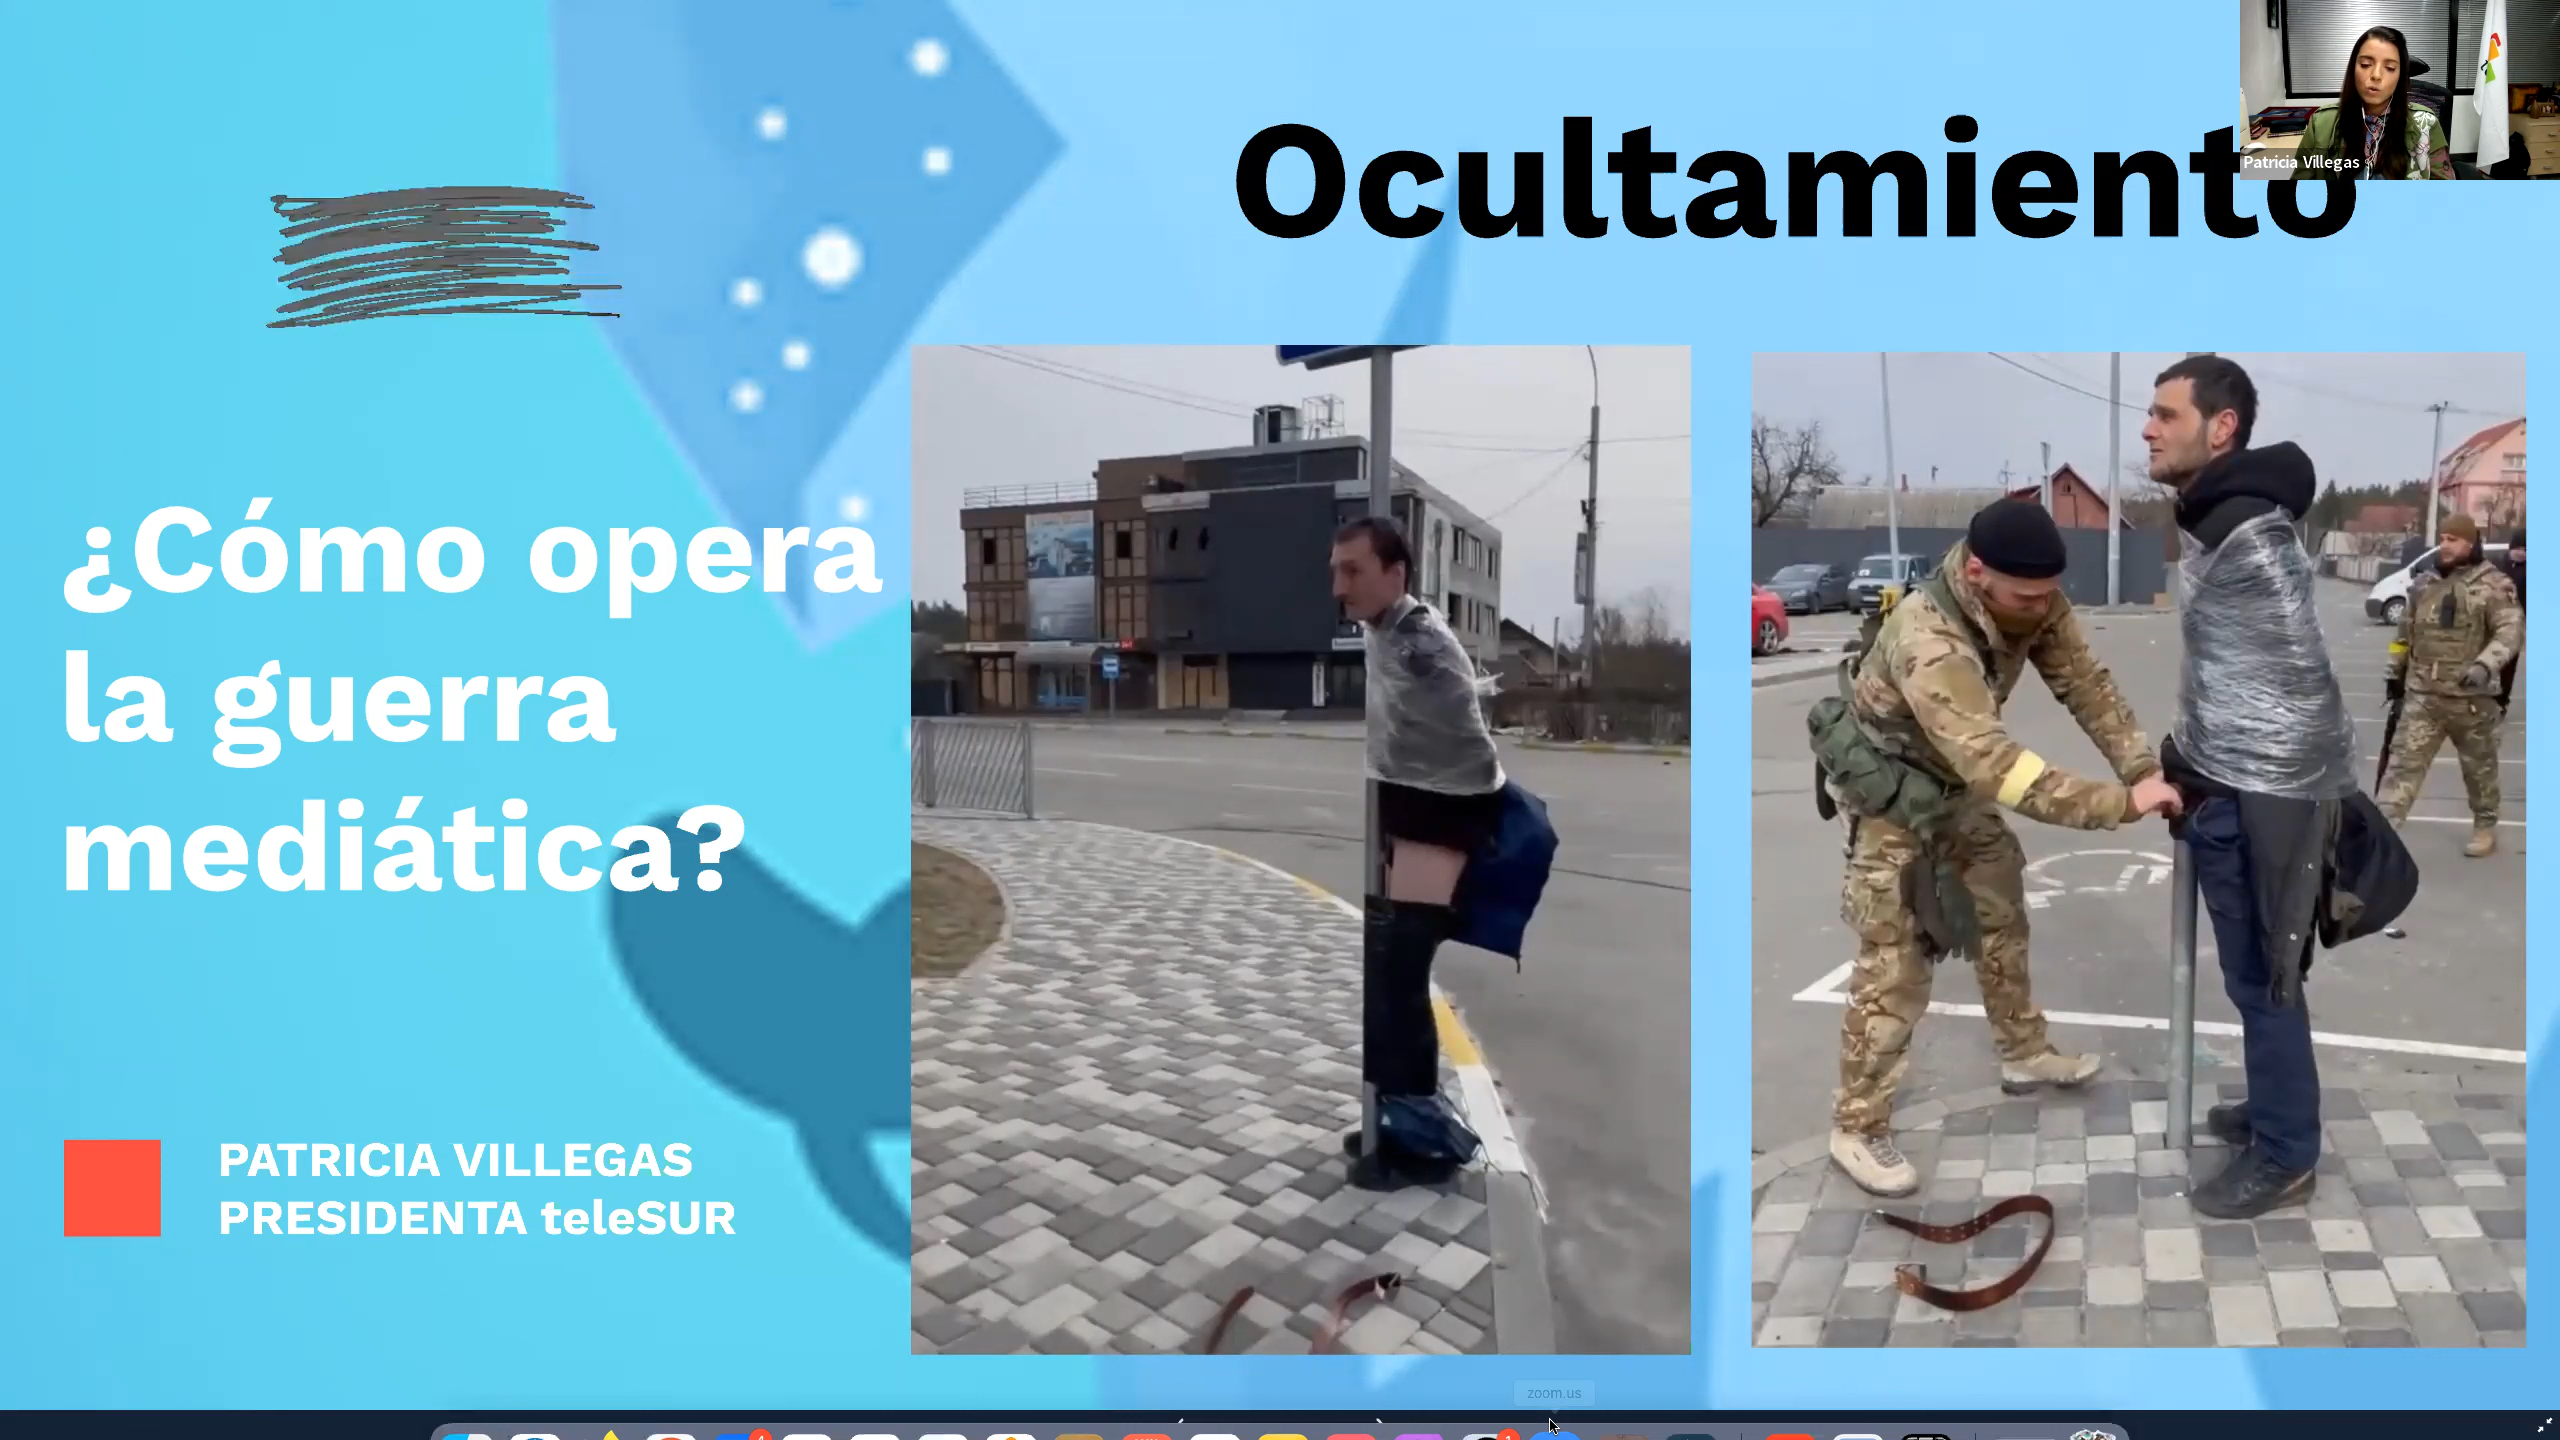 Ocultamiento
Patricia Villegas
¿Cómo opera
la guerra
mediática?
PATRICIA VILLEGAS
PRESIDENTA teleSUR
zoom.us